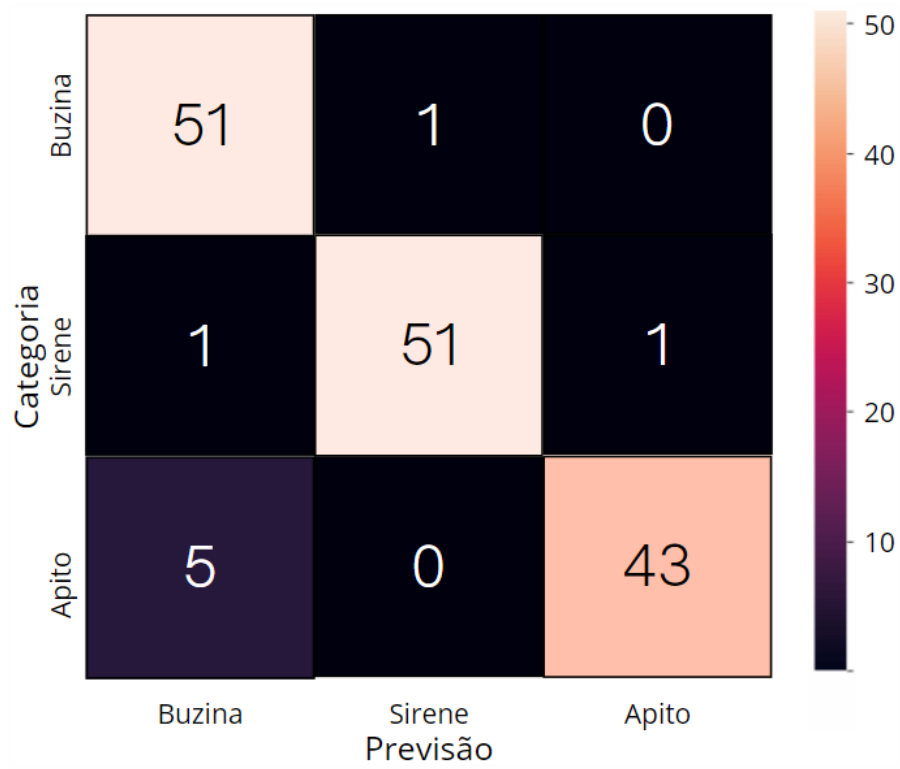 Categoria
Buzina
51 1 0
Sirene
1 51 1
Apito
5 0 43
Buzina Sirene Apito
Previsão
50
40
30
20
10